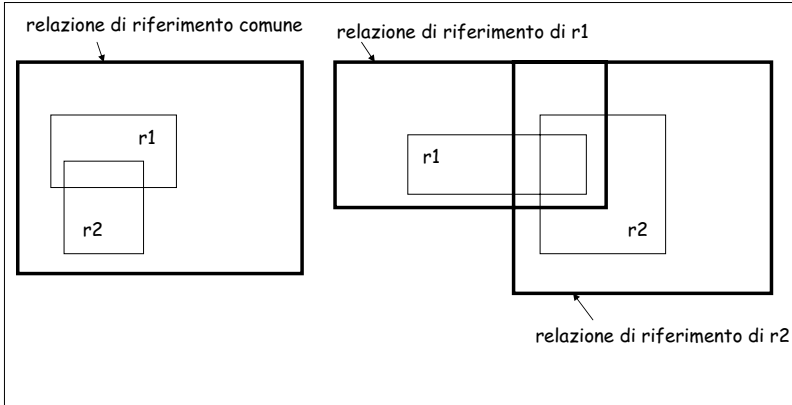 relazione di riferimento comune
r1
r2
relazione di riferimento di r1
r1
r2
relazione di riferimento di r2